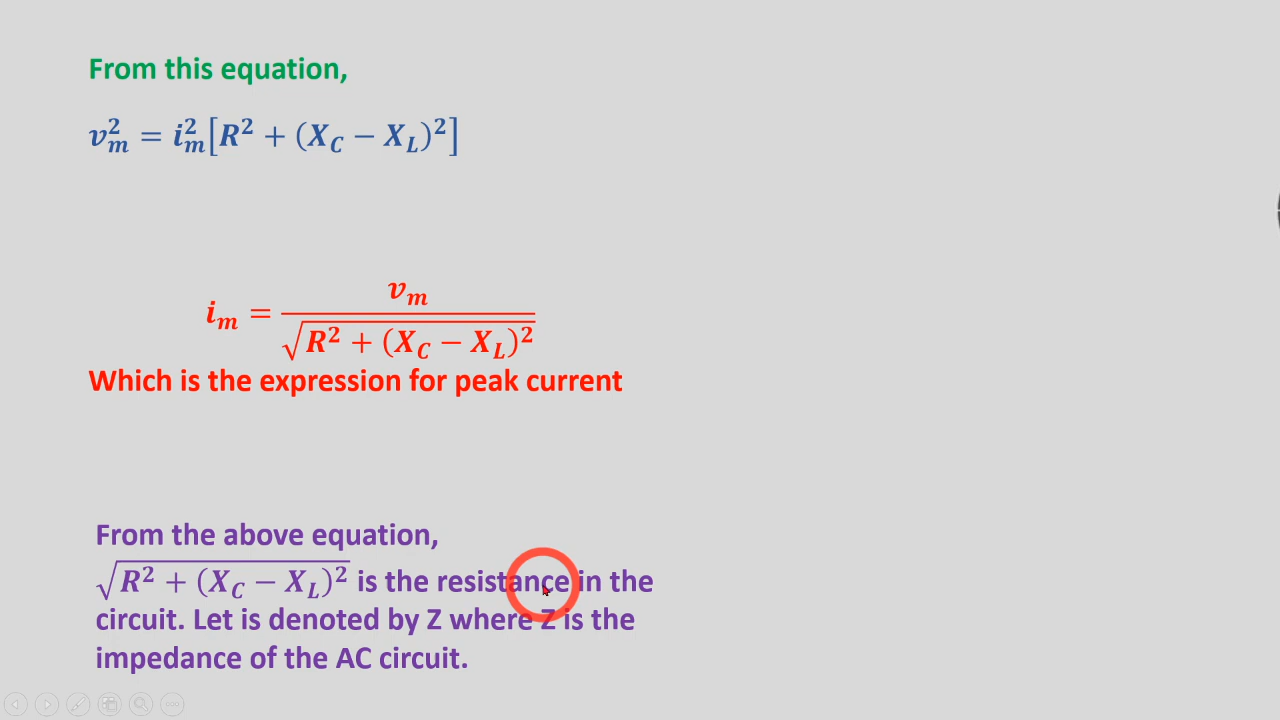 From this equation,
v_m^2 = i_m^2 [R^2 + (X_C − X_L)^2]
i_m = v_m / √(R^2 + (X_C − X_L)^2)
Which is the expression for peak current
From the above equation,
√(R^2 + (X_C − X_L)^2) is the resistance in the
circuit. Let is denoted by Z where Z is the
impedance of the AC circuit.